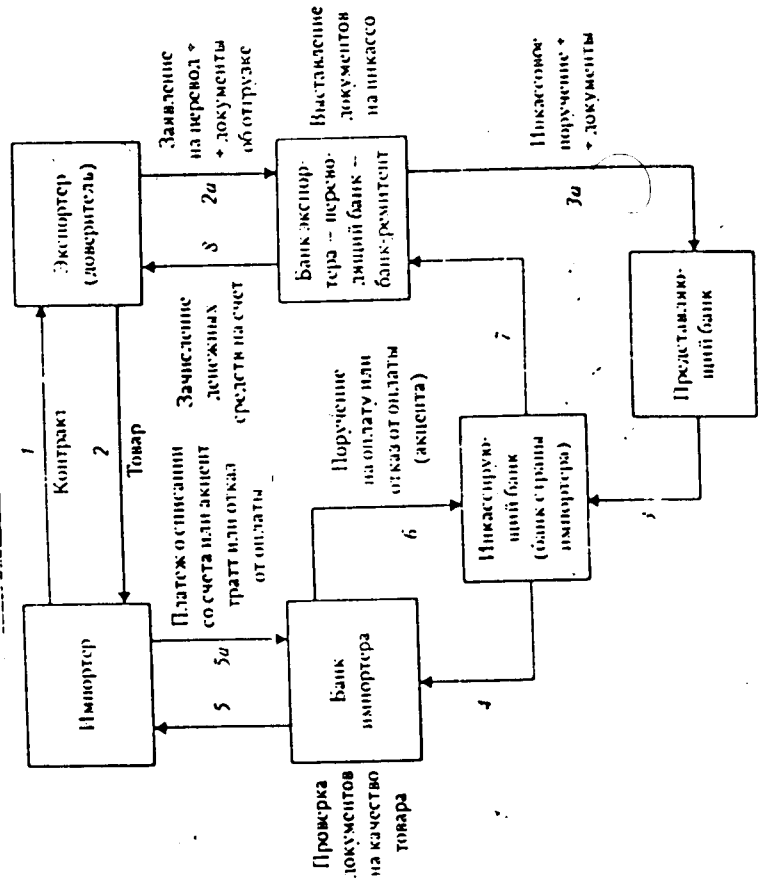 Импортер
1
Контракт
2
Товар
Экспортер
(доверитель)
5
5а
Платеж о списании
со счета или акцепт
тратт или отказ
от оплаты
Зачисление
денежных
средств на счет
8
2а
Заявление
на перевод +
+ документы
об отгрузке
Проверка
документов
на качество
товара
Банк
импортера
6
Поручение
на оплату или
отказ от оплаты
(акцепта)
Банк экспор-
тера – перево-
дящий банк –
банк-ремитент
Выставление
документов
на инкассо
4
Инкассирую-
щий банк
(банк страны
импортера)
7
3а
Инкассовое
поручение +
+ документы
3
Представляю-
щий банк